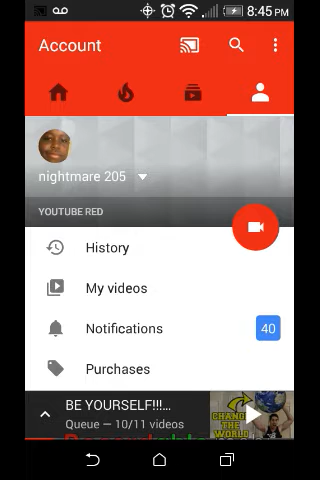 8:45 PM
Account
nightmare 205
YOUTUBE RED
History
My videos
Notifications
40
Purchases
BE YOURSELF!!!...
Queue — 10/11 videos
CHANGE
THE
WORLD